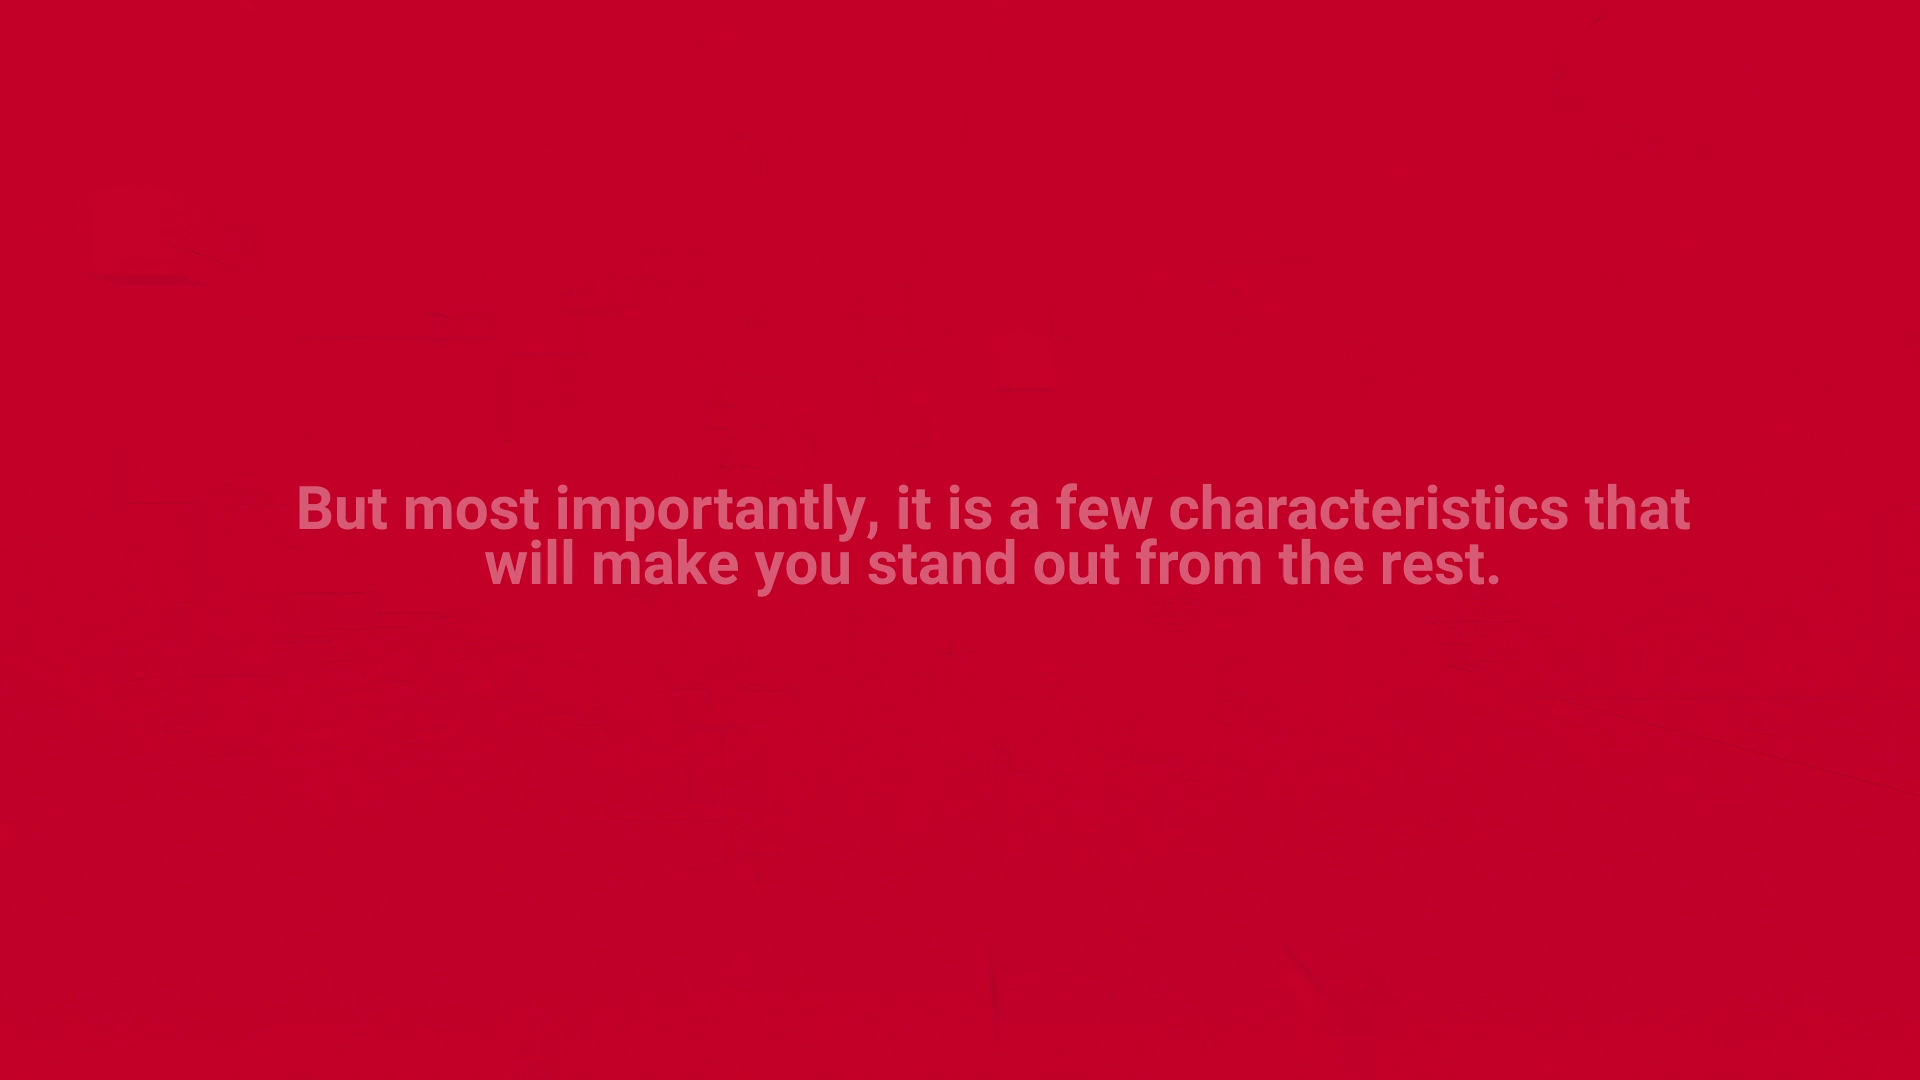 But most importantly, it is a few characteristics that
will make you stand out from the rest.